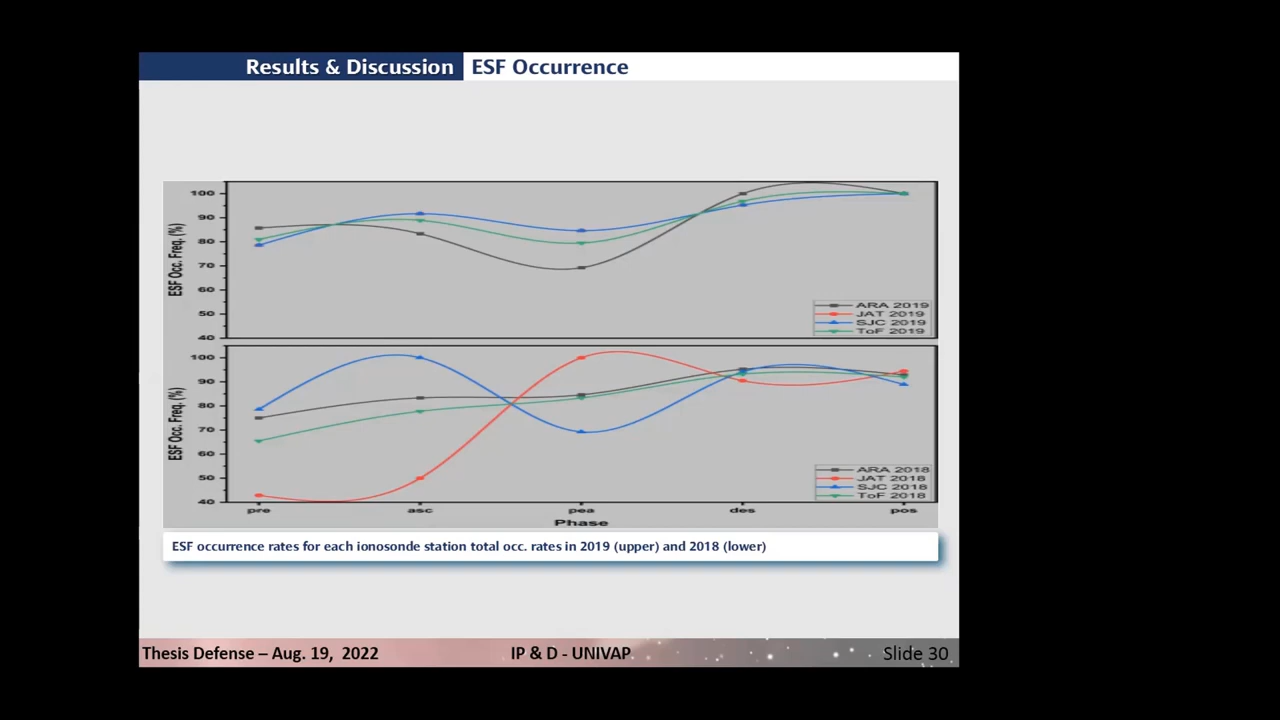 Results & Discussion ESF Occurrence
100
90
80
70
60
50
40
ESF Occ. Freq. (%)
ARA 2019
JAT 2019
SJC 2019
ToF 2019
100
90
80
70
60
50
40
ESF Occ. Freq. (%)
ARA 2018
JAT 2018
SJC 2018
ToF 2018
pre asc pea des pos
Phase
ESF occurrence rates for each ionosonde station total occ. rates in 2019 (upper) and 2018 (lower)
Thesis Defense – Aug. 19, 2022 IP & D - UNIVAP Slide 30